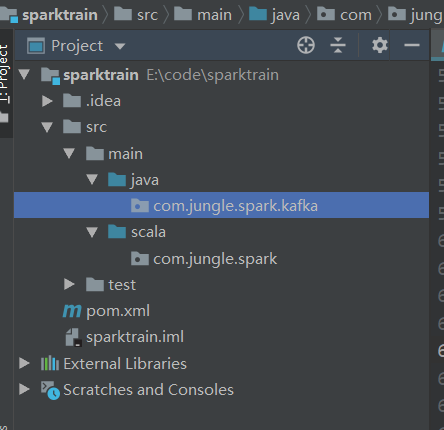 sparktrain src main java com jung
1: Project
Project
sparktrain E:\code\sparktrain
.idea
src
main
java
com.jungle.spark.kafka
scala
com.jungle.spark
test
pom.xml
sparktrain.iml
External Libraries
Scratches and Consoles